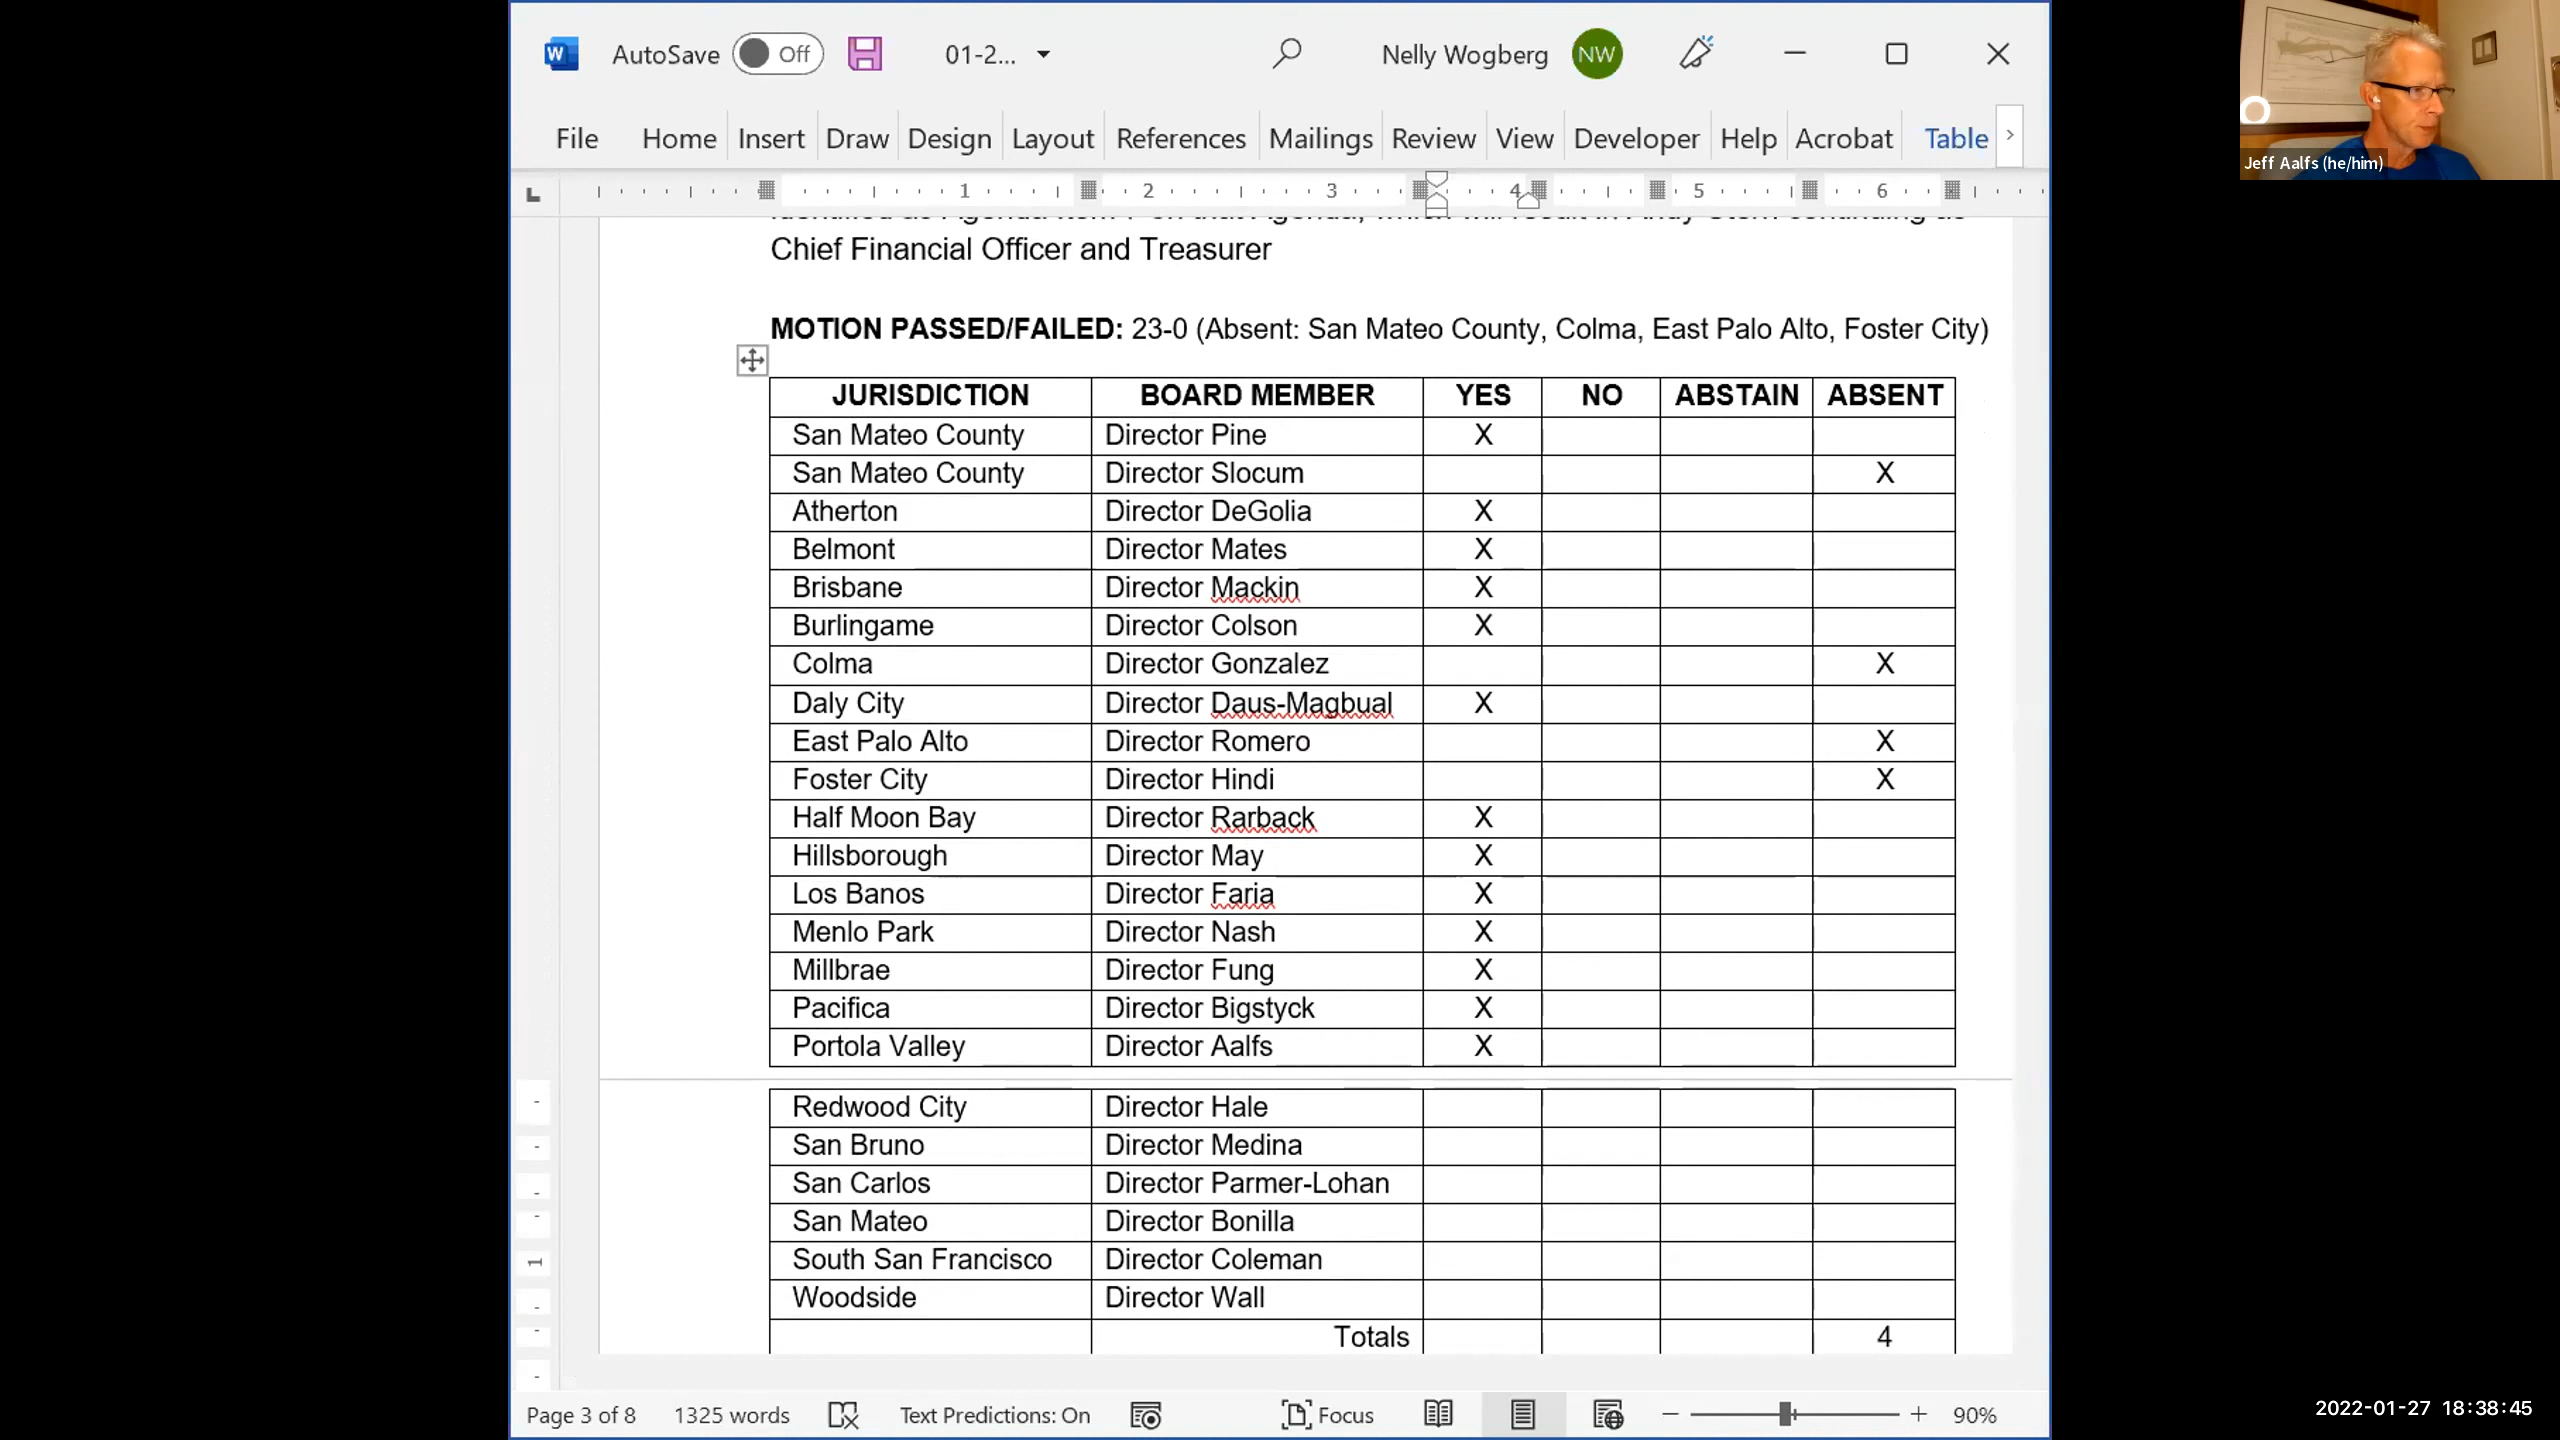 AutoSave Off 01-2... Nelly Wogberg NW
File Home Insert Draw Design Layout References Mailings Review View Developer Help Acrobat Table
1 2 3 4 5 6
Chief Financial Officer and Treasurer
MOTION PASSED/FAILED: 23-0 (Absent: San Mateo County, Colma, East Palo Alto, Foster City)
JURISDICTION BOARD MEMBER YES NO ABSTAIN ABSENT
San Mateo County Director Pine X
San Mateo County Director Slocum X
Atherton Director DeGolia X
Belmont Director Mates X
Brisbane Director Mackin X
Burlingame Director Colson X
Colma Director Gonzalez X
Daly City Director Daus-Magbual X
East Palo Alto Director Romero X
Foster City Director Hindi X
Half Moon Bay Director Rarback X
Hillsborough Director May X
Los Banos Director Faria X
Menlo Park Director Nash X
Millbrae Director Fung X
Pacifica Director Bigstyck X
Portola Valley Director Aalfs X
Redwood City Director Hale
San Bruno Director Medina
San Carlos Director Parmer-Lohan
San Mateo Director Bonilla
South San Francisco Director Coleman
Woodside Director Wall
Totals 4
1
Page 3 of 8 1325 words Text Predictions: On Focus 90%
Jeff Aalfs (he/him)
2022-01-27 18:38:45